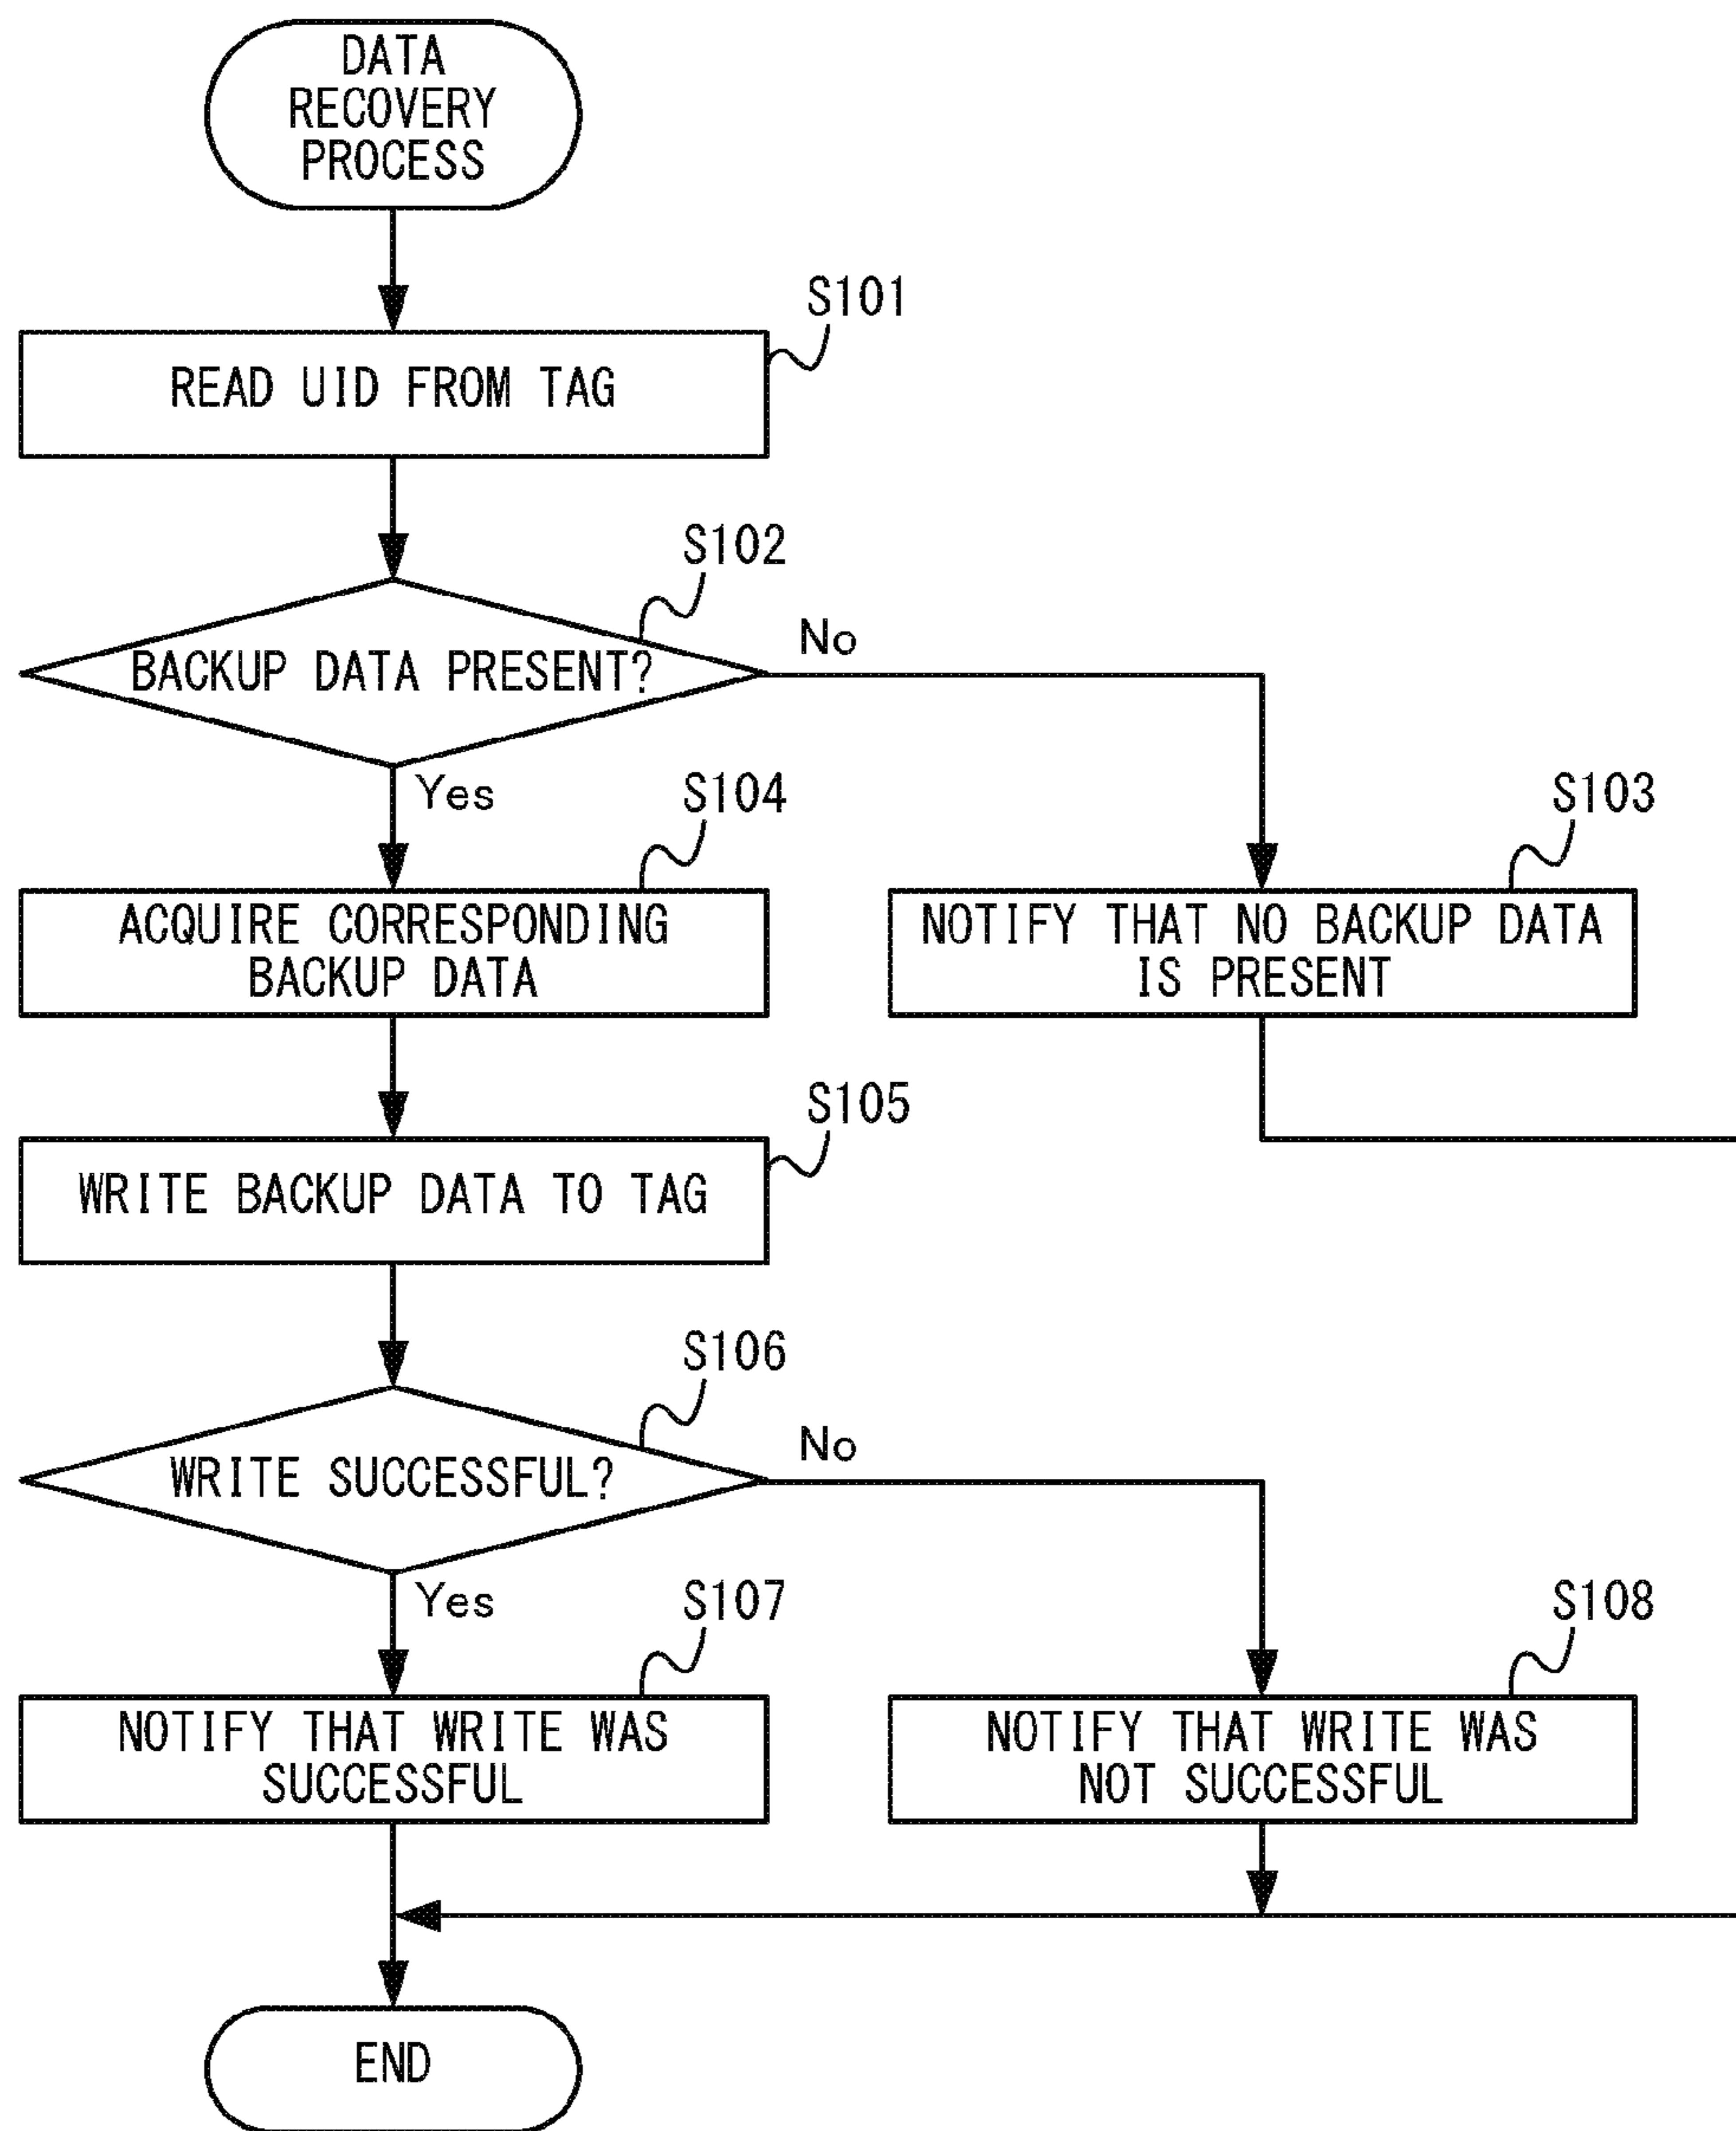 DATA
RECOVERY
PROCESS
S101
READ UID FROM TAG
S102
BACKUP DATA PRESENT?
No
Yes
S104
S103
ACQUIRE CORRESPONDING
BACKUP DATA
NOTIFY THAT NO BACKUP DATA
IS PRESENT
S105
WRITE BACKUP DATA TO TAG
S106
WRITE SUCCESSFUL?
No
Yes
S107
S108
NOTIFY THAT WRITE WAS
SUCCESSFUL
NOTIFY THAT WRITE WAS
NOT SUCCESSFUL
END